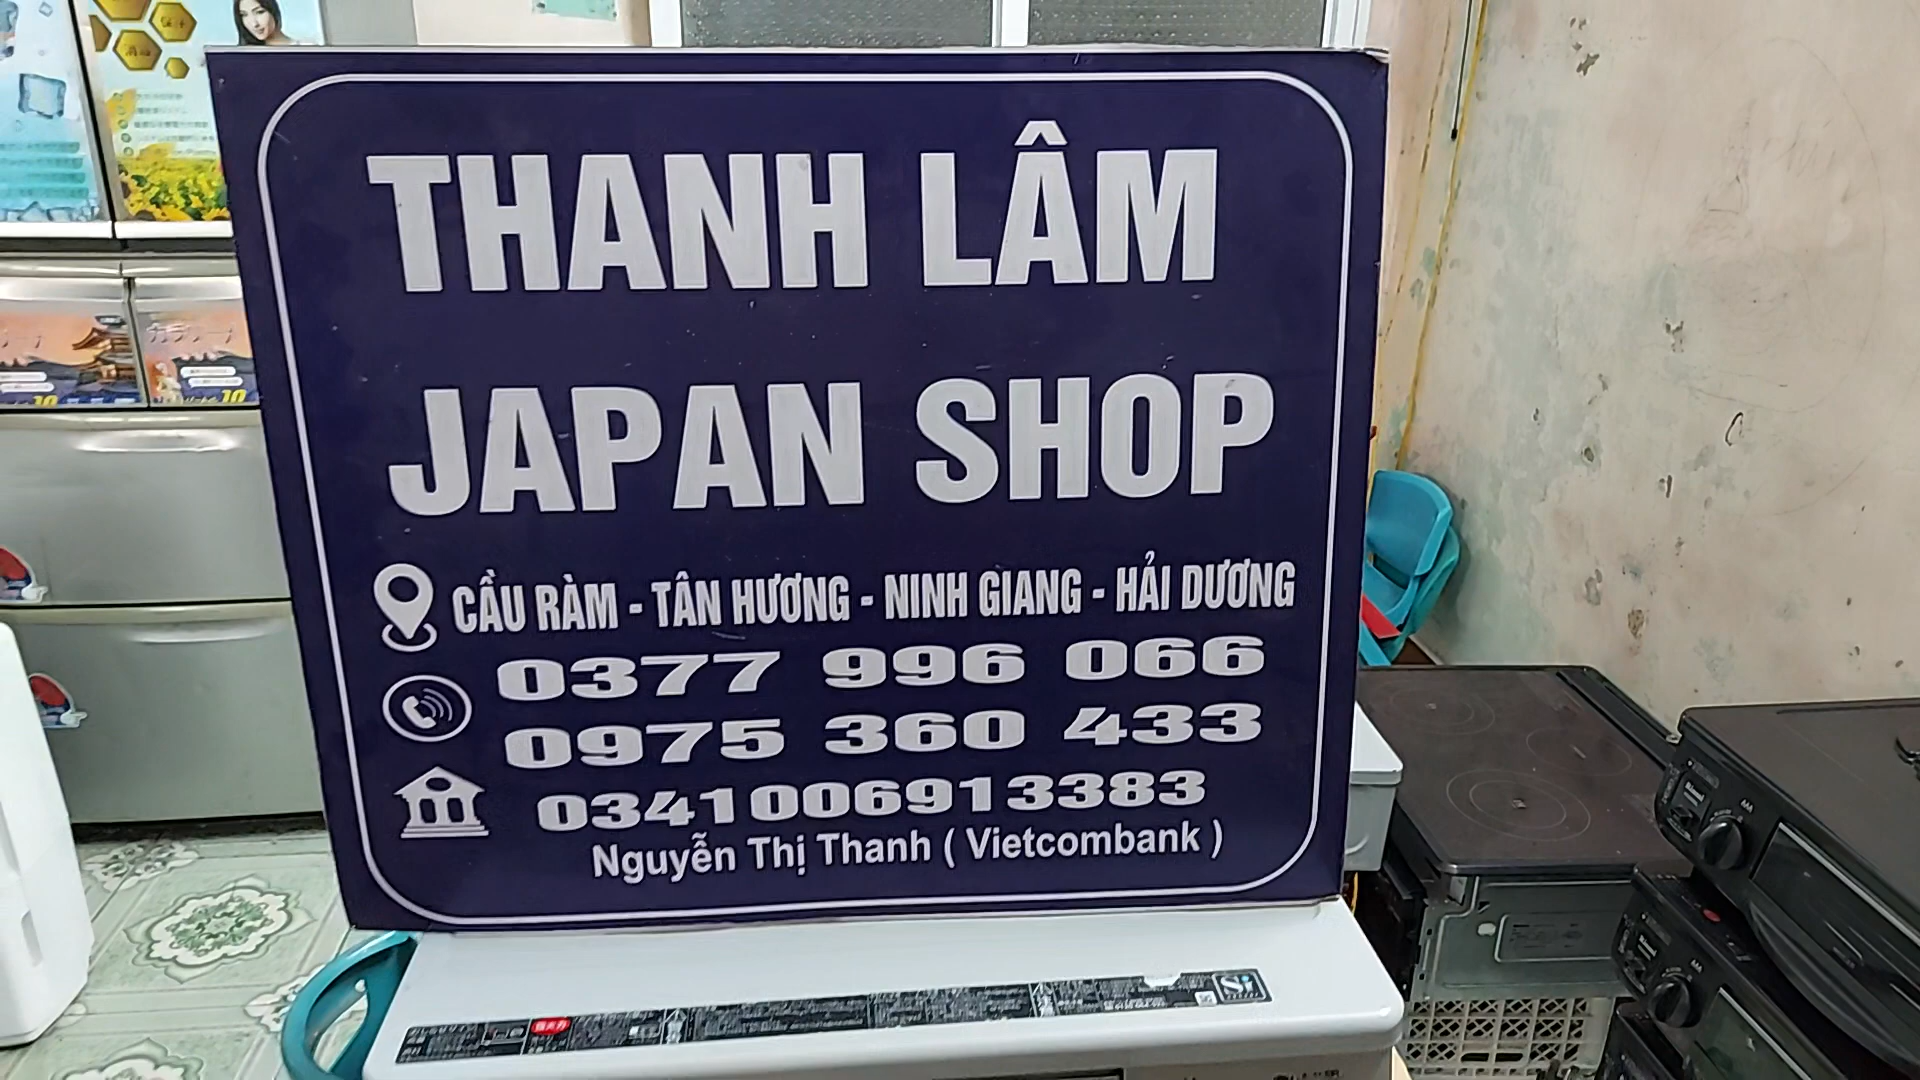 THANH LÂM
JAPAN SHOP
CẦU RÀM - TÂN HƯƠNG - NINH GIANG - HẢI DƯƠNG
0377 996 066
0975 360 433
0341006913383
Nguyễn Thị Thanh ( Vietcombank )